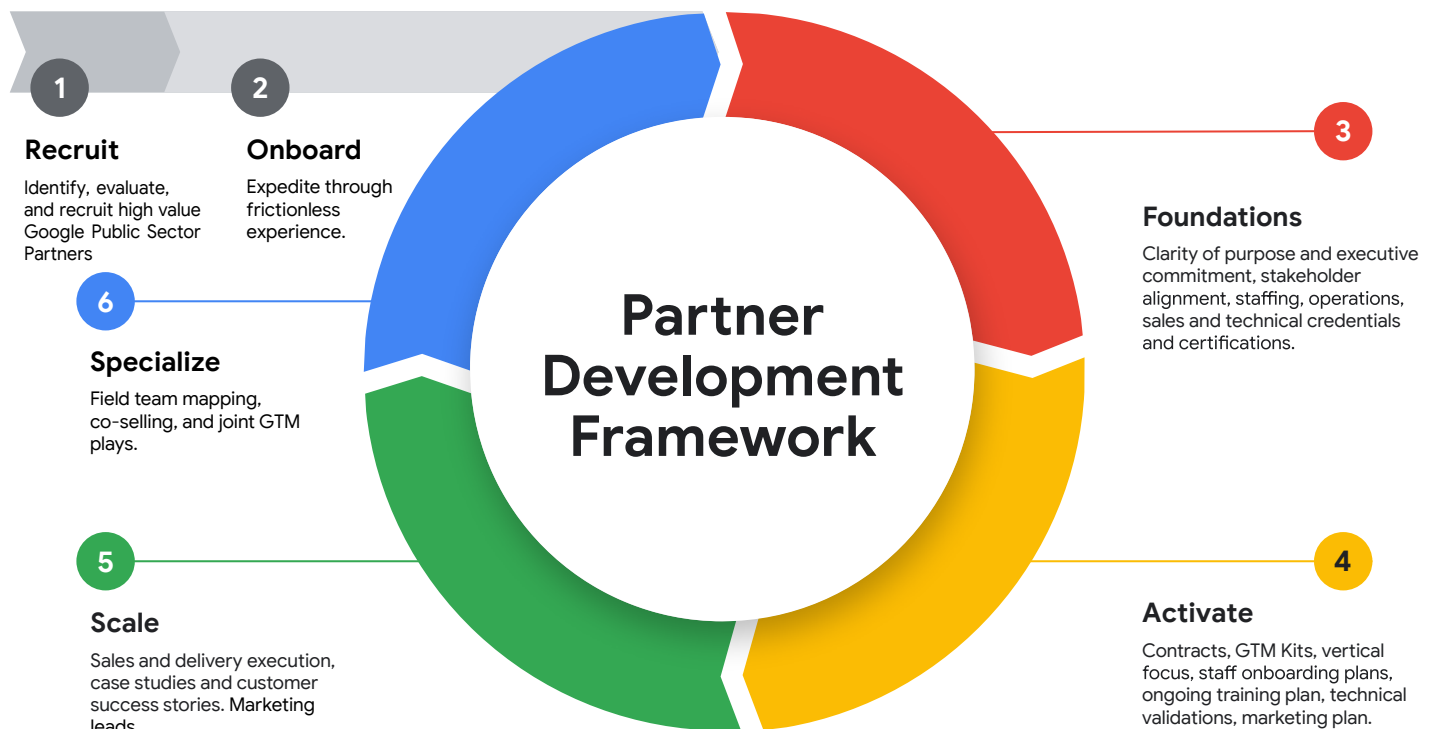 1
Recruit
Identify, evaluate,
and recruit high value
Google Public Sector
Partners
2
Onboard
Expedite through
frictionless
experience.
Partner
Development
Framework
3
Foundations
Clarity of purpose and executive
commitment, stakeholder
alignment, staffing, operations,
sales and technical credentials
and certifications.
4
Activate
Contracts, GTM Kits, vertical
focus, staff onboarding plans,
ongoing training plan, technical
validations, marketing plan.
5
Scale
Sales and delivery execution,
case studies and customer
success stories. Marketing
leads
6
Specialize
Field team mapping,
co-selling, and joint GTM
plays.